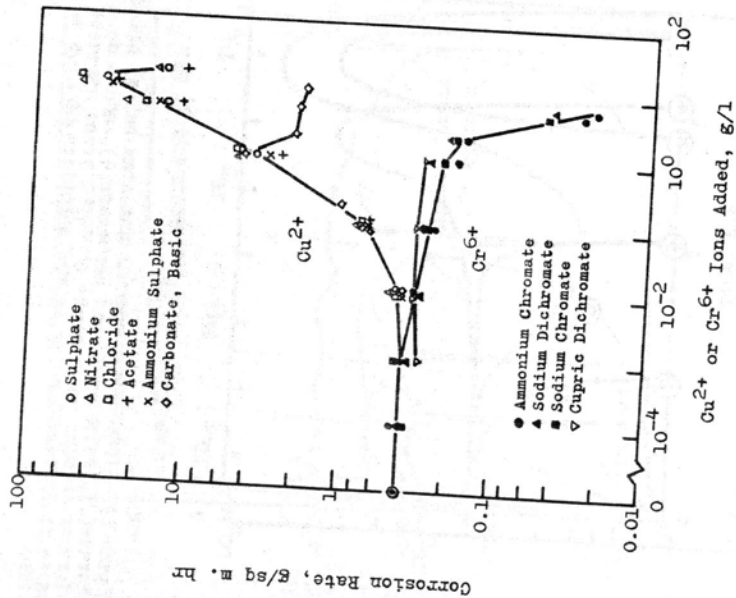 Corrosion Rate, g/sq m. hr
100
10
1
0.1
0.01
○ Sulphate
△ Nitrate
□ Chloride
+ Acetate
x Ammonium Sulphate
◇ Carbonate, Basic
Cu²⁺
Cr⁶⁺
● Ammonium Chromate
▲ Sodium Dichromate
■ Sodium Chromate
▽ Cupric Dichromate
0
10⁻⁴
10⁻²
10⁰
10²
Cu²⁺ or Cr⁶⁺ Ions Added, g/l